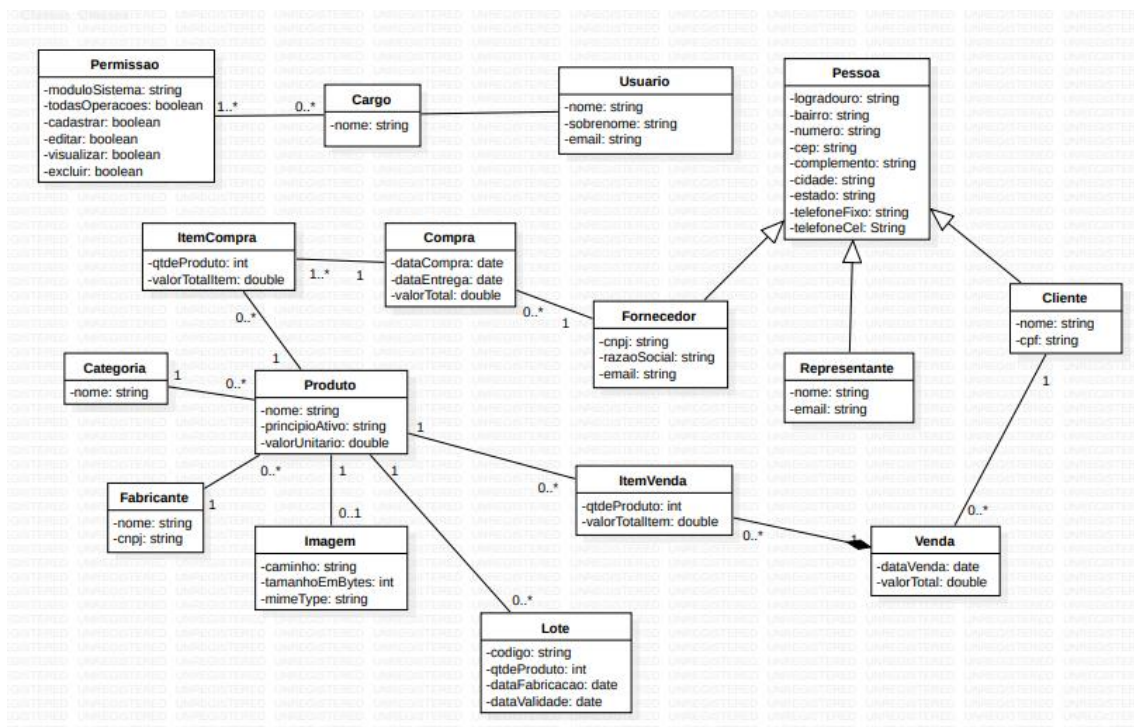 Permissao
-moduloSistema: string
-todasOperacoes: boolean
-cadastrar: boolean
-editar: boolean
-visualizar: boolean
-excluir: boolean
1..*
0..*
Cargo
-nome: string
Usuario
-nome: string
-sobrenome: string
-email: string
Pessoa
-logradouro: string
-bairro: string
-numero: string
-cep: string
-complemento: string
-cidade: string
-estado: string
-telefoneFixo: string
-telefoneCel: String
ItemCompra
-qtdeProduto: int
-valorTotalItem: double
1..*
1
Compra
-dataCompra: date
-dataEntrega: date
-valorTotal: double
0..*
1
Fornecedor
-cnpj: string
-razaoSocial: string
-email: string
Cliente
-nome: string
-cpf: string
1
Representante
-nome: string
-email: string
0..*
1
Categoria
-nome: string
1
0..*
Produto
-nome: string
-principioAtivo: string
-valorUnitario: double
1
0..*
1
1
0..*
1
Fabricante
-nome: string
-cnpj: string
0..1
Imagem
-caminho: string
-tamanhoEmBytes: int
-mimeType: string
ItemVenda
-qtdeProduto: int
-valorTotalItem: double
0..*
1
0..*
Venda
-dataVenda: date
-valorTotal: double
0..*
Lote
-codigo: string
-qtdeProduto: int
-dataFabricacao: date
-dataValidade: date